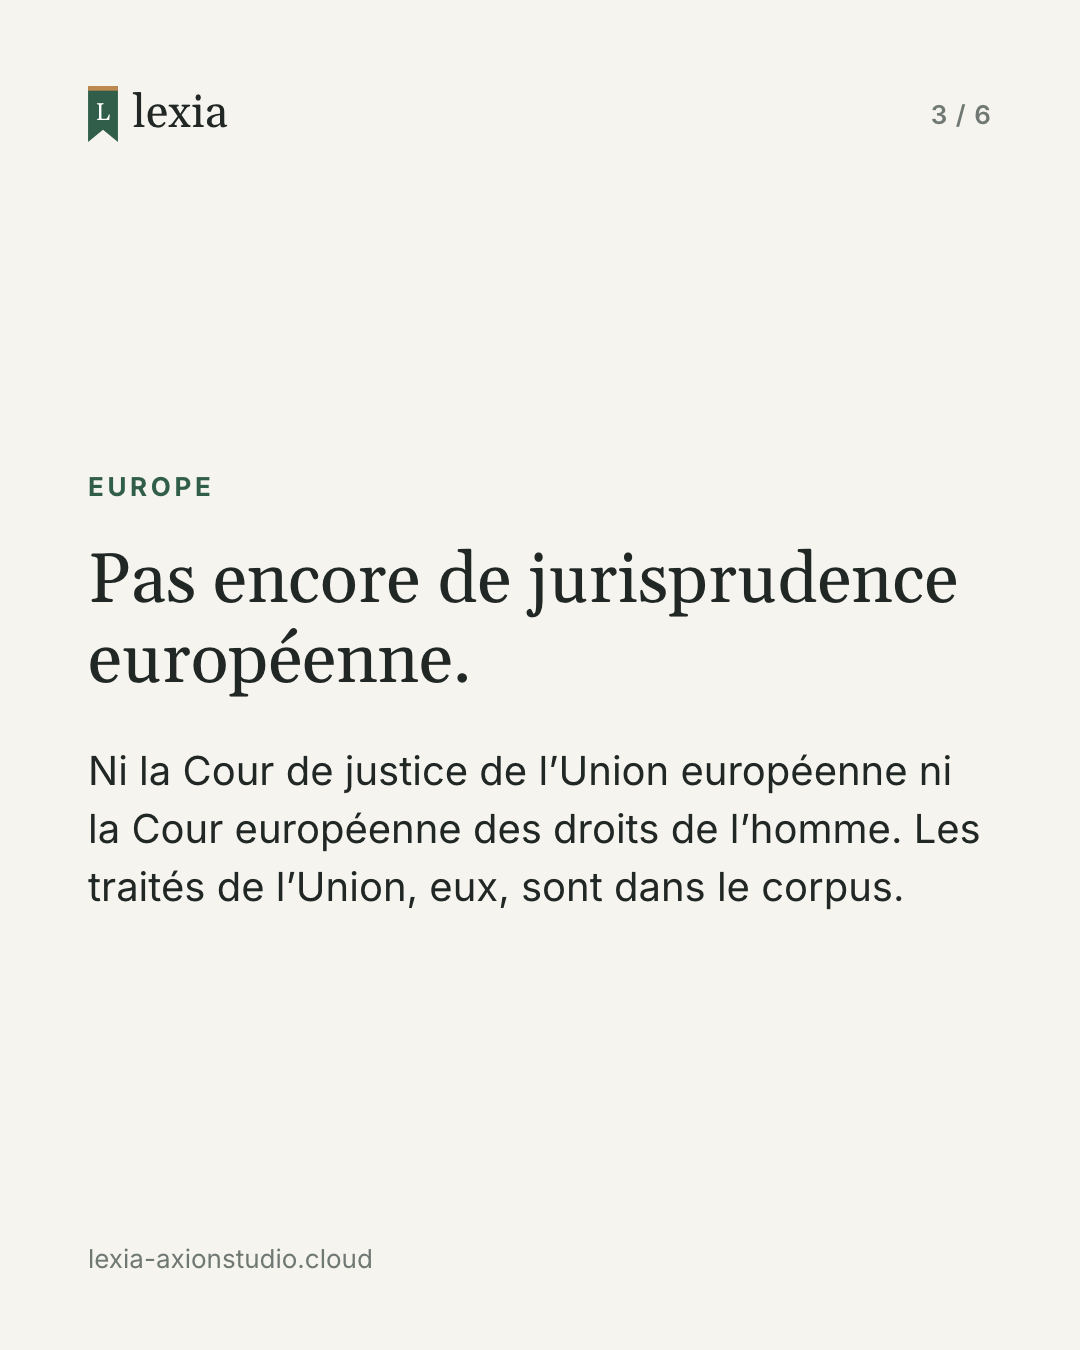 L lexia
3 / 6
EUROPE
Pas encore de jurisprudence
européenne.
Ni la Cour de justice de l’Union européenne ni
la Cour européenne des droits de l’homme. Les
traités de l’Union, eux, sont dans le corpus.
lexia-axionstudio.cloud